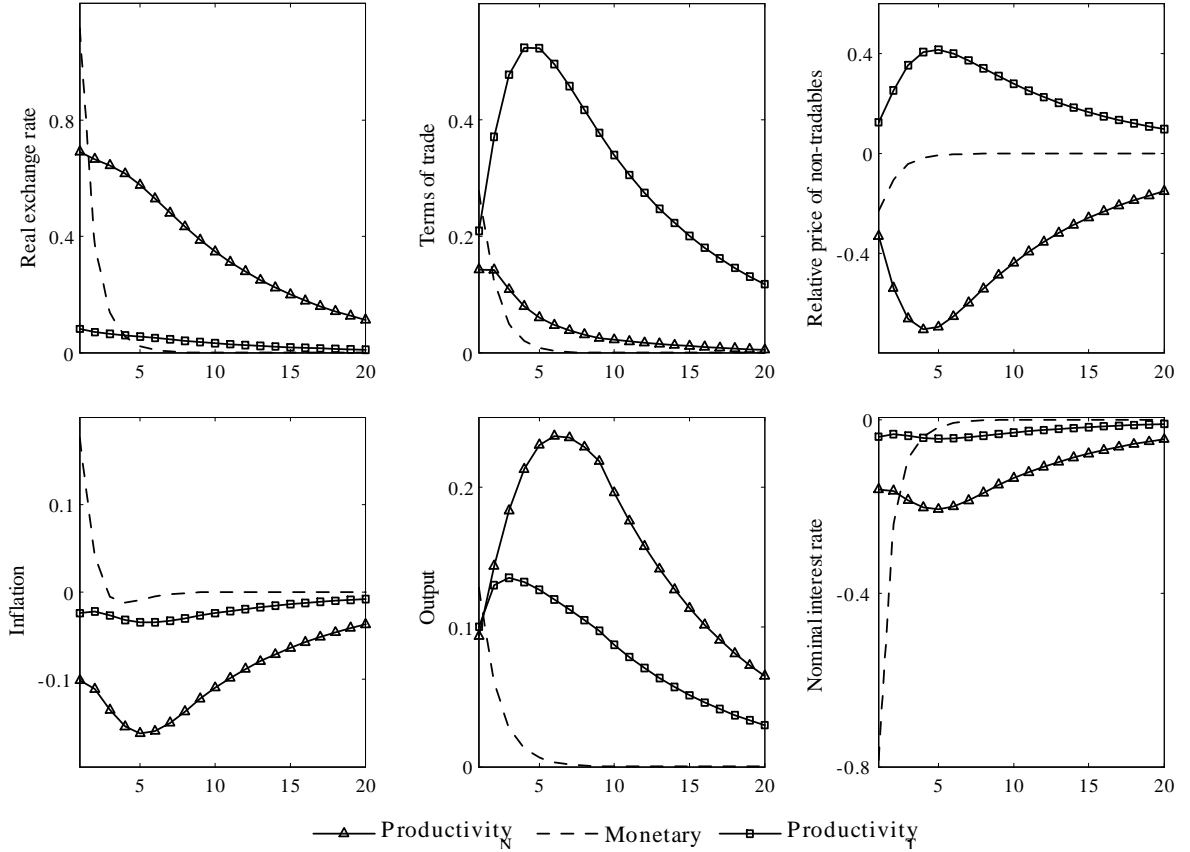 Real exchange rate
0.8
0.4
0
5 10 15 20
Terms of trade
0.4
0.2
0
5 10 15 20
Relative price of non-tradables
0.4
0
-0.4
5 10 15 20
Inflation
0.1
0
-0.1
5 10 15 20
Output
0.2
0.1
0
5 10 15 20
Nominal interest rate
0
-0.4
-0.8
5 10 15 20
Productivity N Monetary Productivity T